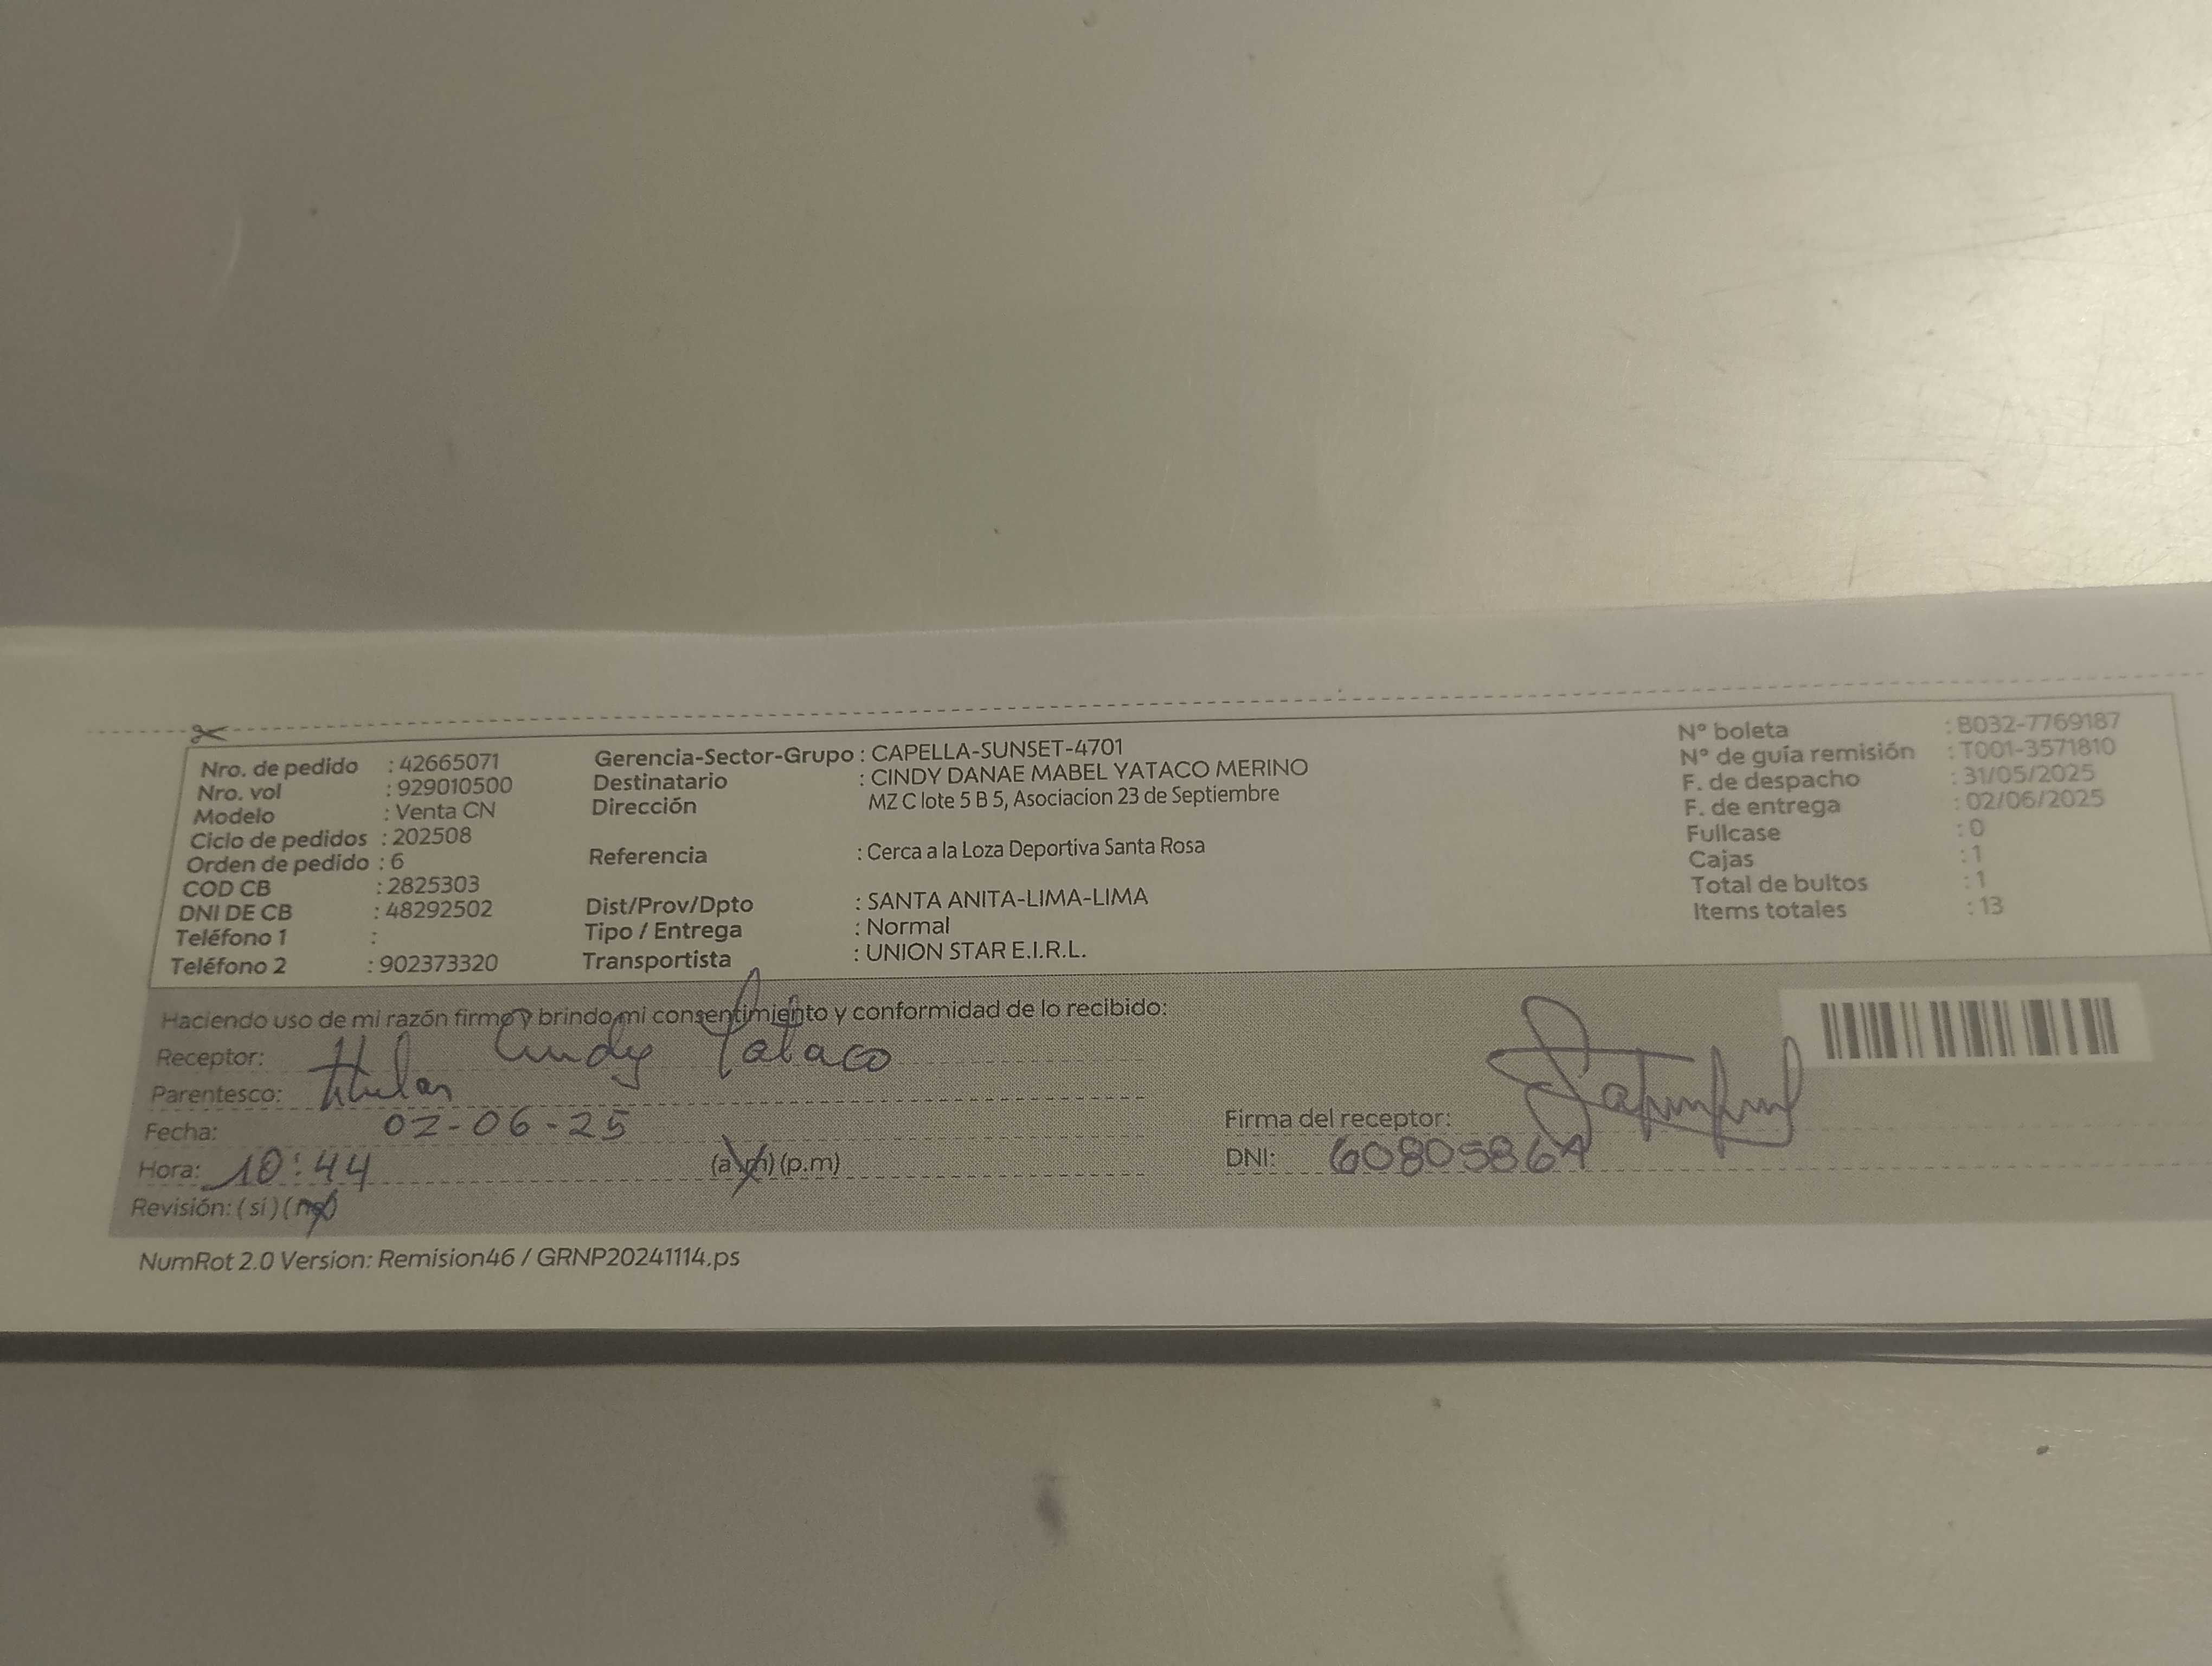 Nro. de pedido : 42665071
Nro. vol : 929010500
Modelo : Venta CN
Ciclo de pedidos : 202508
Orden de pedido : 6
COD CB : 2825303
DNI DE CB : 48292502
Teléfono 1 :
Teléfono 2 : 902373320
Gerencia-Sector-Grupo : CAPELLA-SUNSET-4701
Destinatario : CINDY DANAE MABEL YATACO MERINO
Dirección MZ C lote 5 B 5, Asociacion 23 de Septiembre
Referencia : Cerca a la Loza Deportiva Santa Rosa
Dist/Prov/Dpto : SANTA ANITA-LIMA-LIMA
Tipo / Entrega : Normal
Transportista : UNION STAR E.I.R.L.
N° boleta : B032-7769187
N° de guía remisión : T001-3571810
F. de despacho : 31/05/2025
F. de entrega : 02/06/2025
Fullcase : 0
Cajas : 1
Total de bultos : 1
Items totales : 13
Haciendo uso de mi razón firmo y brindo mi consentimiento y conformidad de lo recibido:
Receptor: Cindy Yataco
Parentesco: titular
Fecha: 02-06-25
Hora: 10:44 (a.m) (p.m)
Revisión: (si) (no)
Firma del receptor:
DNI: 6080586
NumRot 2.0 Version: Remision46 / GRNP20241114.ps